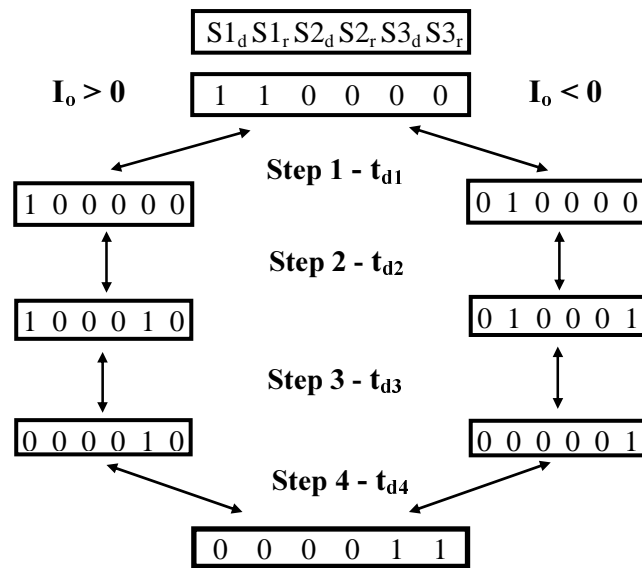 S1d S1r S2d S2r S3d S3r
Io > 0
1 1 0 0 0 0
Io < 0
Step 1 - td1
1 0 0 0 0 0
0 1 0 0 0 0
Step 2 - td2
1 0 0 0 1 0
0 1 0 0 0 1
Step 3 - td3
0 0 0 0 1 0
0 0 0 0 0 1
Step 4 - td4
0 0 0 0 1 1